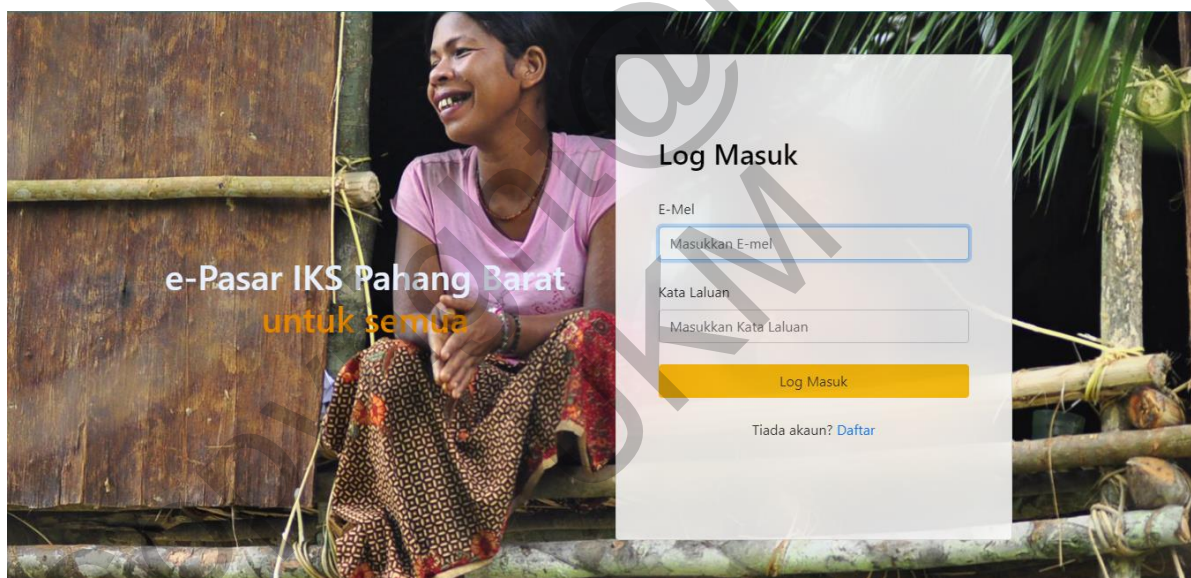 e-Pasar IKS Pahang Barat
untuk semua
Log Masuk
E-Mel
Masukkan E-mel
Kata Laluan
Masukkan Kata Laluan
Log Masuk
Tiada akaun? Daftar
UKM